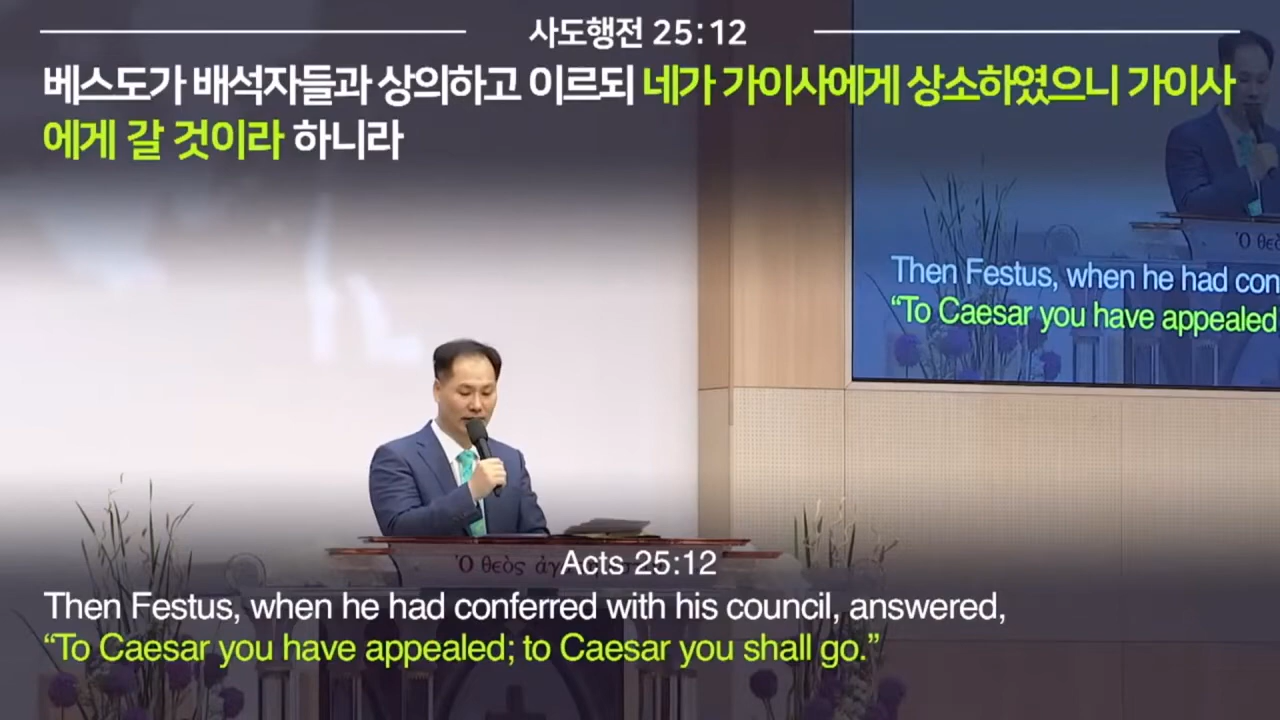 사도행전 25:12
베스도가 배석자들과 상의하고 이르되 네가 가이사에게 상소하였으니 가이사
에게 갈 것이라 하니라
Ὁ θεὸ
Then Festus, when he had con
“To Caesar you have appealed
Ὁ θεὸς ἀγ
Acts 25:12
Then Festus, when he had conferred with his council, answered,
“To Caesar you have appealed; to Caesar you shall go.”